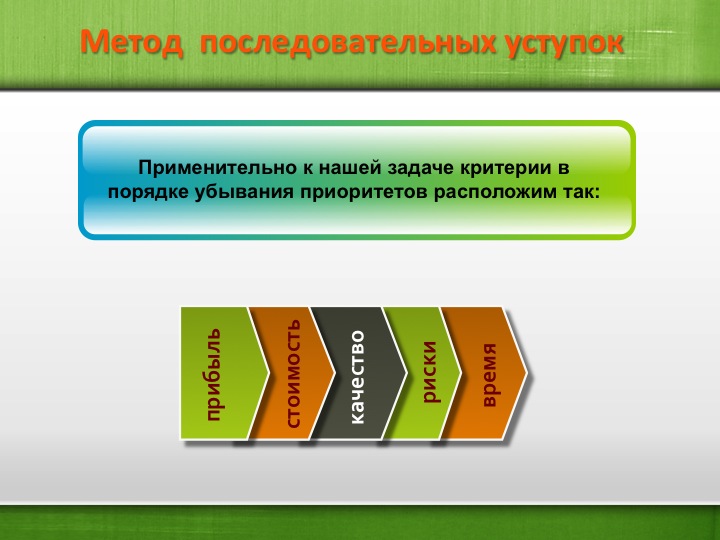 Метод последовательных уступок
Применительно к нашей задаче критерии в
порядке убывания приоритетов расположим так:
прибыль
стоимость
качество
риски
время